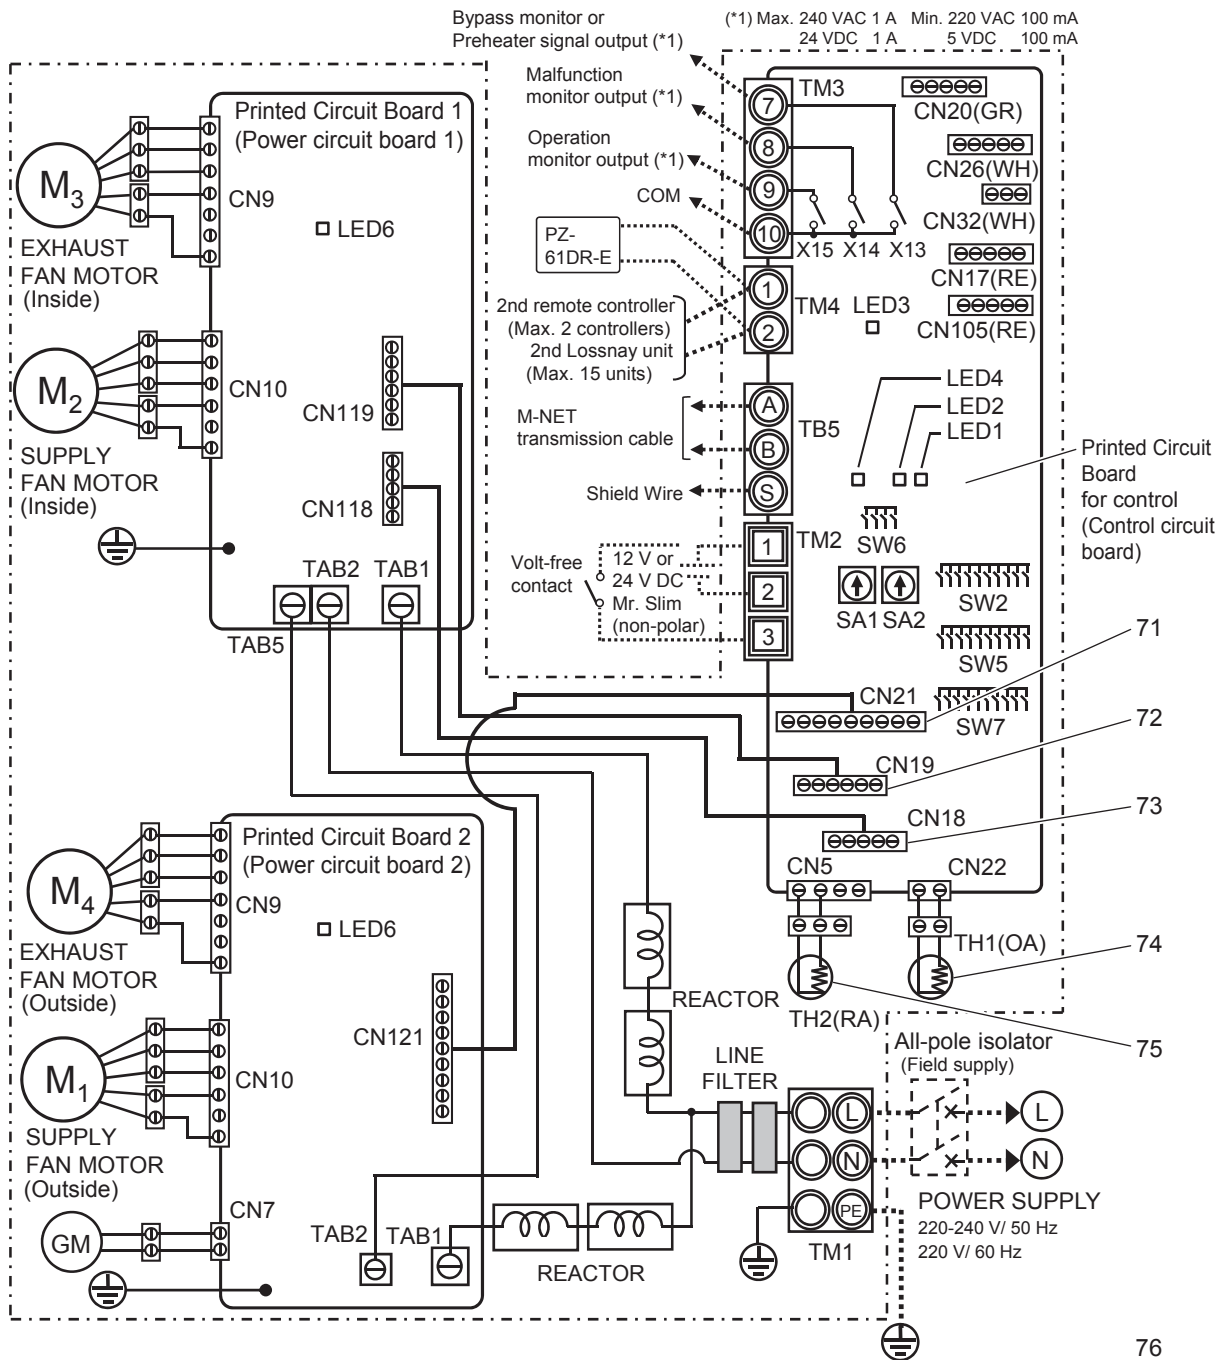 Bypass monitor or
Preheater signal output (*1)
(*1) Max. 240 VAC 1 A Min. 220 VAC 100 mA
24 VDC 1 A 5 VDC 100 mA
Malfunction
monitor output (*1)
Operation
monitor output (*1)
COM
PZ-
61DR-E
2nd remote controller
(Max. 2 controllers)
2nd Lossnay unit
(Max. 15 units)
M-NET
transmission cable
Shield Wire
Volt-free
contact
12 V or
24 V DC
Mr. Slim
(non-polar)
Printed Circuit Board 1
(Power circuit board 1)
M3
EXHAUST
FAN MOTOR
(Inside)
CN9
LED6
M2
SUPPLY
FAN MOTOR
(Inside)
CN10
CN119
CN118
TAB2
TAB1
TAB5
7
8
9
10
TM3
X15
X14
X13
1
2
TM4
LED3
A
B
S
TB5
1
2
3
TM2
CN20(GR)
CN26(WH)
CN32(WH)
CN17(RE)
CN105(RE)
LED4
LED2
LED1
Printed Circuit
Board
for control
(Control circuit
board)
SW6
SA1
SA2
SW2
SW5
SW7
CN21
CN19
CN18
CN5
CN22
TH1(OA)
TH2(RA)
71
72
73
74
75
Printed Circuit Board 2
(Power circuit board 2)
M4
EXHAUST
FAN MOTOR
(Outside)
CN9
LED6
M1
SUPPLY
FAN MOTOR
(Outside)
CN10
CN121
GM
CN7
TAB2
TAB1
REACTOR
REACTOR
LINE
FILTER
L
N
PE
TM1
All-pole isolator
(Field supply)
L
N
POWER SUPPLY
220-240 V/ 50 Hz
220 V/ 60 Hz
76